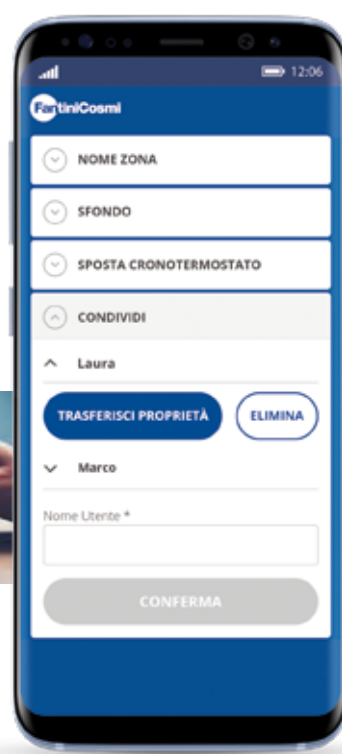 12:06
FantiniCosmi
NOME ZONA
SFONDO
SPOSTA CRONOTERMOSTATO
CONDIVIDI
Laura
TRASFERISCI PROPRIETÀ ELIMINA
Marco
Nome Utente *
CONFERMA